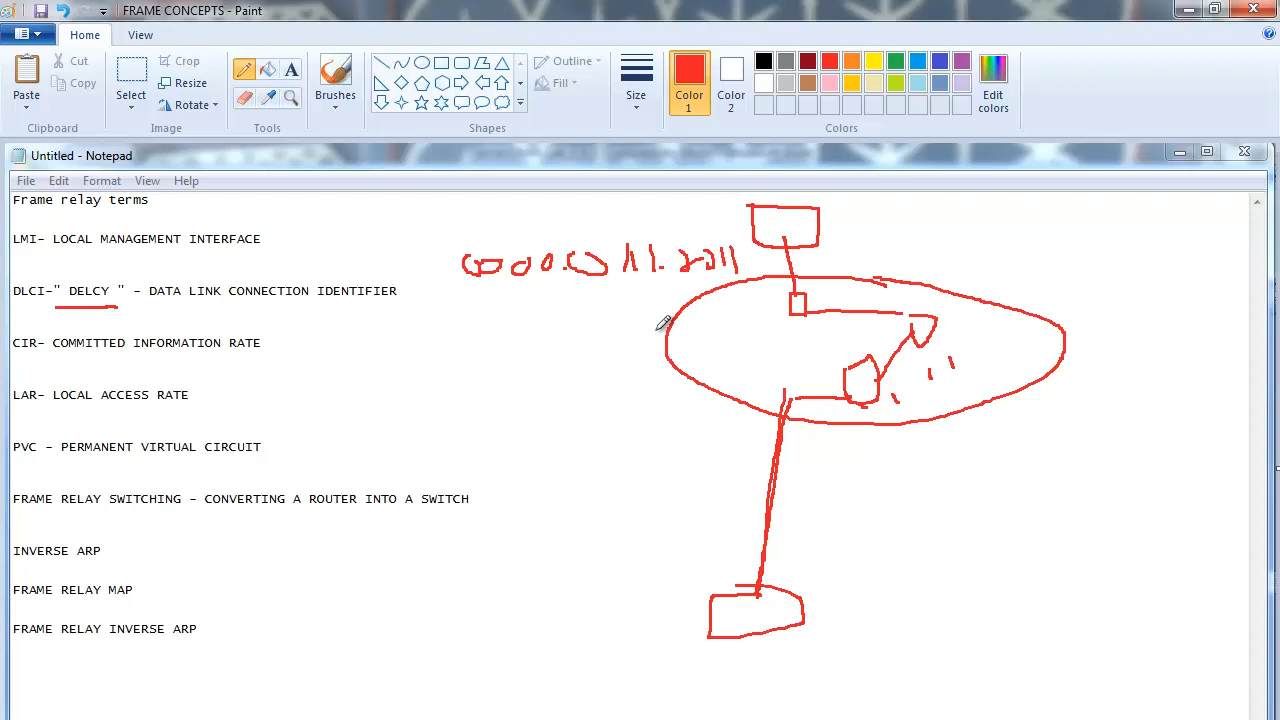 FRAME CONCEPTS - Paint
Home View
Paste
Cut
Copy
Clipboard
Select
Crop
Resize
Rotate
Image
Tools
Brushes
Shapes
Outline
Fill
Size
Color 1
Color 2
Edit colors
Colors
Untitled - Notepad
File Edit Format View Help
Frame relay terms
LMI- LOCAL MANAGEMENT INTERFACE
DLCI-" DELCY " - DATA LINK CONNECTION IDENTIFIER
CIR- COMMITTED INFORMATION RATE
LAR- LOCAL ACCESS RATE
PVC - PERMANENT VIRTUAL CIRCUIT
FRAME RELAY SWITCHING - CONVERTING A ROUTER INTO A SWITCH
INVERSE ARP
FRAME RELAY MAP
FRAME RELAY INVERSE ARP